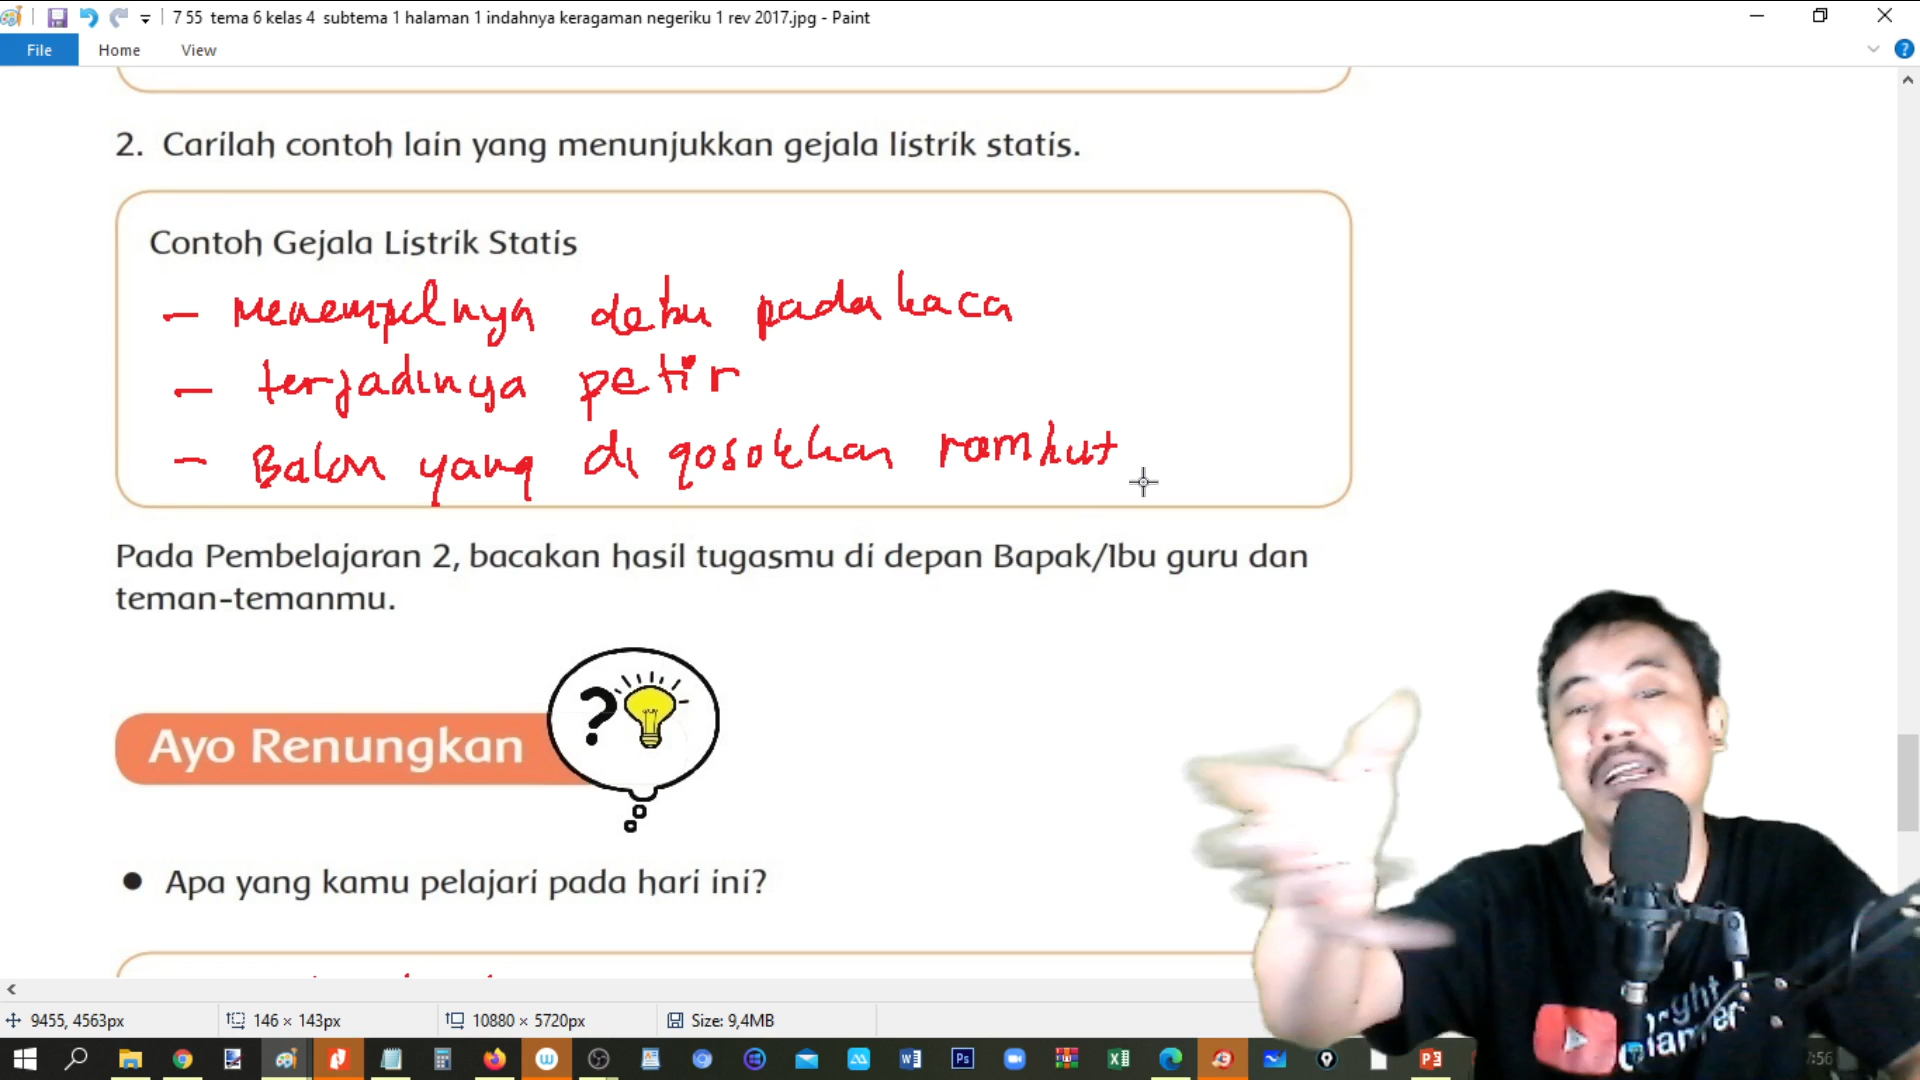 7 55 tema 6 kelas 4 subtema 1 halaman 1 indahnya keragaman negeriku 1 rev 2017.jpg - Paint
File Home View
2. Carilah contoh lain yang menunjukkan gejala listrik statis.
Contoh Gejala Listrik Statis
- Menempelnya debu pada kaca
- terjadinya petir
- Balon yang di gosokkan rambut
Pada Pembelajaran 2, bacakan hasil tugasmu di depan Bapak/Ibu guru dan
teman-temanmu.
Ayo Renungkan
• Apa yang kamu pelajari pada hari ini?
9455, 4563px 146 × 143px 10880 × 5720px Size: 9,4MB